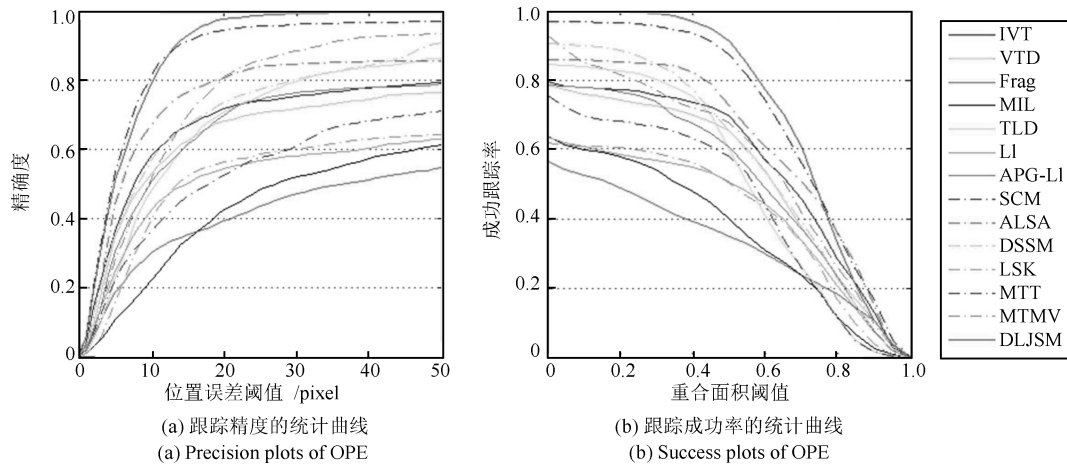 1.0
0.8
0.6
0.4
0.2
0
0 10 20 30 40 50
精确度
位置误差阈值 /pixel
(a) 跟踪精度的统计曲线
(a) Precision plots of OPE
1.0
0.8
0.6
0.4
0.2
0
0 0.2 0.4 0.6 0.8 1.0
成功跟踪率
重合面积阈值
(b) 跟踪成功率的统计曲线
(b) Success plots of OPE
IVT
VTD
Frag
MIL
TLD
Ll
APG-Ll
SCM
ALSA
DSSM
LSK
MTT
MTMV
DLJSM